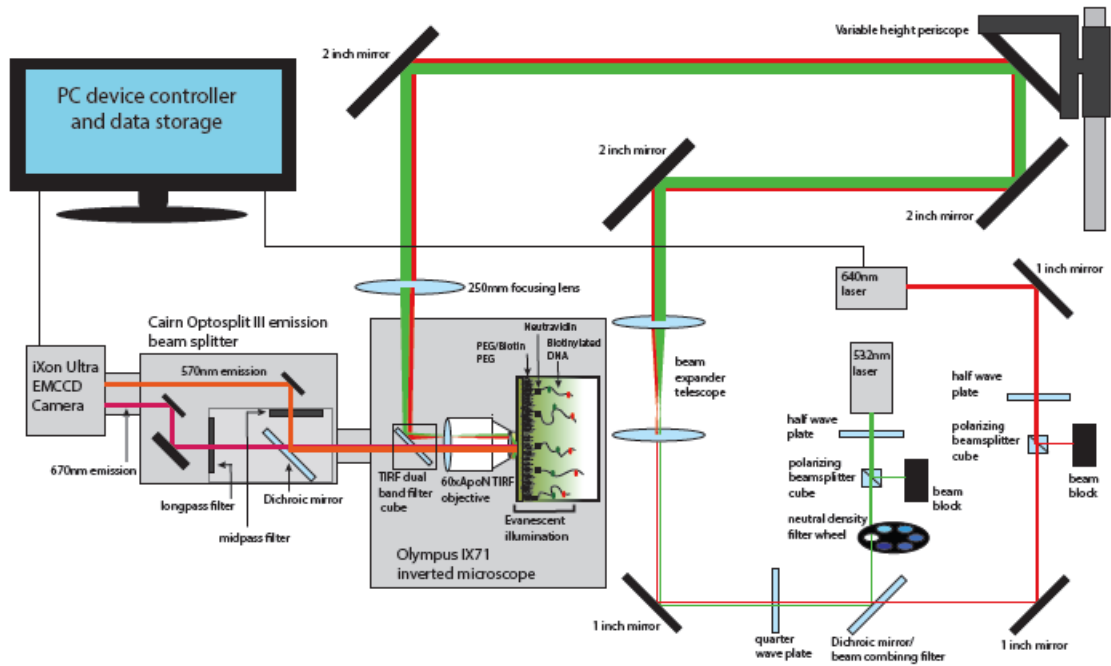 Variable height periscope
2 inch mirror
PC device controller
and data storage
2 inch mirror
2 inch mirror
1 inch mirror
640nm
laser
250mm focusing lens
Cairn Optosplit III emission
beam splitter
Neutravidin
PEG/Biotin
PEG
Biotinylated
DNA
532nm
laser
beam
expander
telescope
iXon Ultra
EMCCD
Camera
570nm emission
half wave
plate
half wave
plate
polarizing
beamsplitter
cube
polarizing
beamsplitter
cube
beam
block
beam
block
670nm emission
longpass filter
Dichroic mirror
midpass filter
TIRF dual
band filter
cube
60xApoN TIRF
objective
Evanescent
illumination
neutral density
filter wheel
Olympus IX71
inverted microscope
1 inch mirror
quarter
wave plate
Dichroic mirror/
beam combinng filter
1 inch mirror